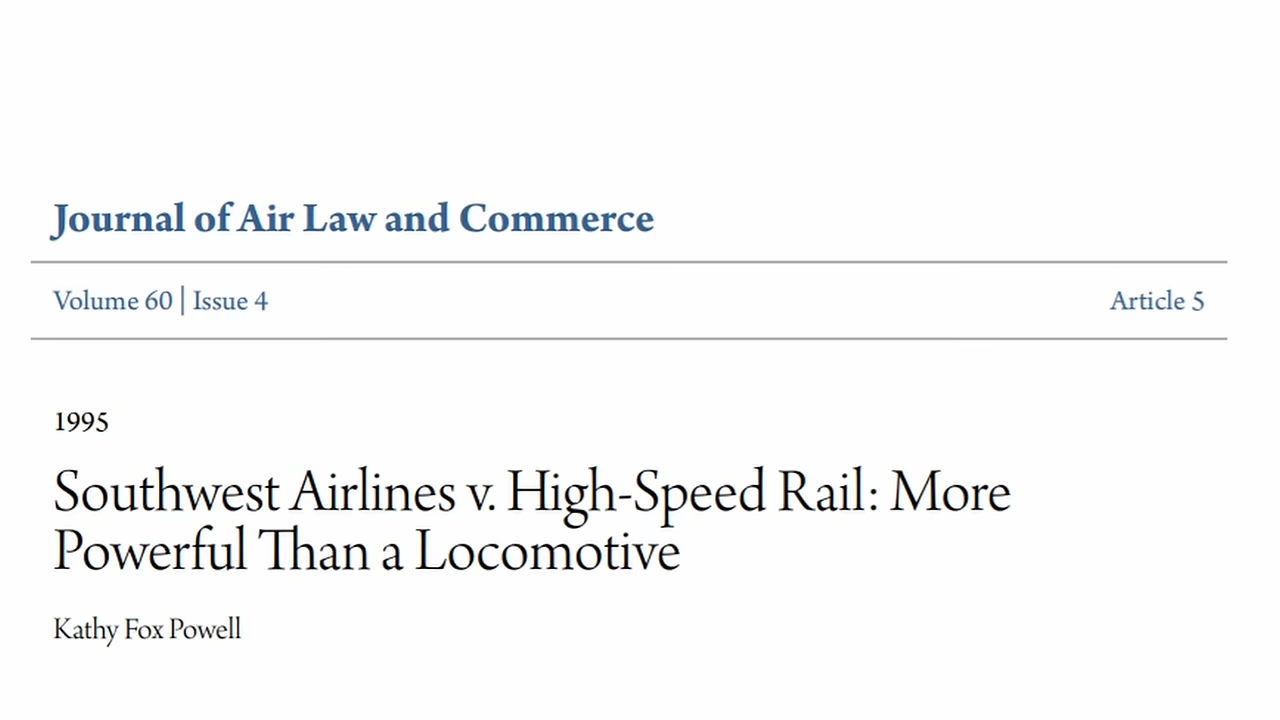 Journal of Air Law and Commerce
Volume 60 | Issue 4
Article 5
1995
Southwest Airlines v. High-Speed Rail: More
Powerful Than a Locomotive
Kathy Fox Powell